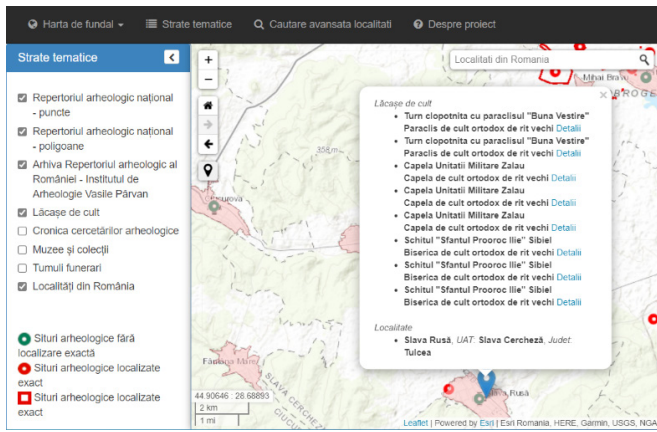 Harta de fundal
Strate tematice
Cautare avansata localitati
Despre proiect
Strate tematice
Repertoriul arheologic național
- puncte
Repertoriul arheologic național
- poligoane
Arhiva Repertoriul arheologic al
României - Institutul de
Arheologie Vasile Pârvan
Lăcașe de cult
Cronica cercetărilor arheologice
Muzee și colecții
Tumuli funerari
Localități din România
Situri arheologice fără
localizare exactă
Situri arheologice localizate
exact
Situri arheologice localizate
exact
+
−
Localitati din Romania
Mihai Bravu
358m
Lăcașe de cult
Turn clopotnita cu paraclisul "Buna Vestire"
Paraclis de cult ortodox de rit vechi Detalii
Turn clopotnita cu paraclisul "Buna Vestire"
Paraclis de cult ortodox de rit vechi Detalii
Capela Unitatii Militare Zalau
Capela de cult ortodox de rit vechi Detalii
Capela Unitatii Militare Zalau
Capela de cult ortodox de rit vechi Detalii
Capela Unitatii Militare Zalau
Capela de cult ortodox de rit vechi Detalii
Schitul "Sfantul Prooroc Ilie" Sibiel
Biserica de cult ortodox de rit vechi Detalii
Schitul "Sfantul Prooroc Ilie" Sibiel
Biserica de cult ortodox de rit vechi Detalii
Schitul "Sfantul Prooroc Ilie" Sibiel
Biserica de cult ortodox de rit vechi Detalii
Localitate
Slava Rusă, UAT: Slava Cercheză, Judet:
Tulcea
Fântâna Mare
SLAVA CERCHEZ
Rusă
44.90646 : 28.68893
2 km
1 mi
Leaflet | Powered by Esri | Esri Romania, HERE, Garmin, USGS, NGA